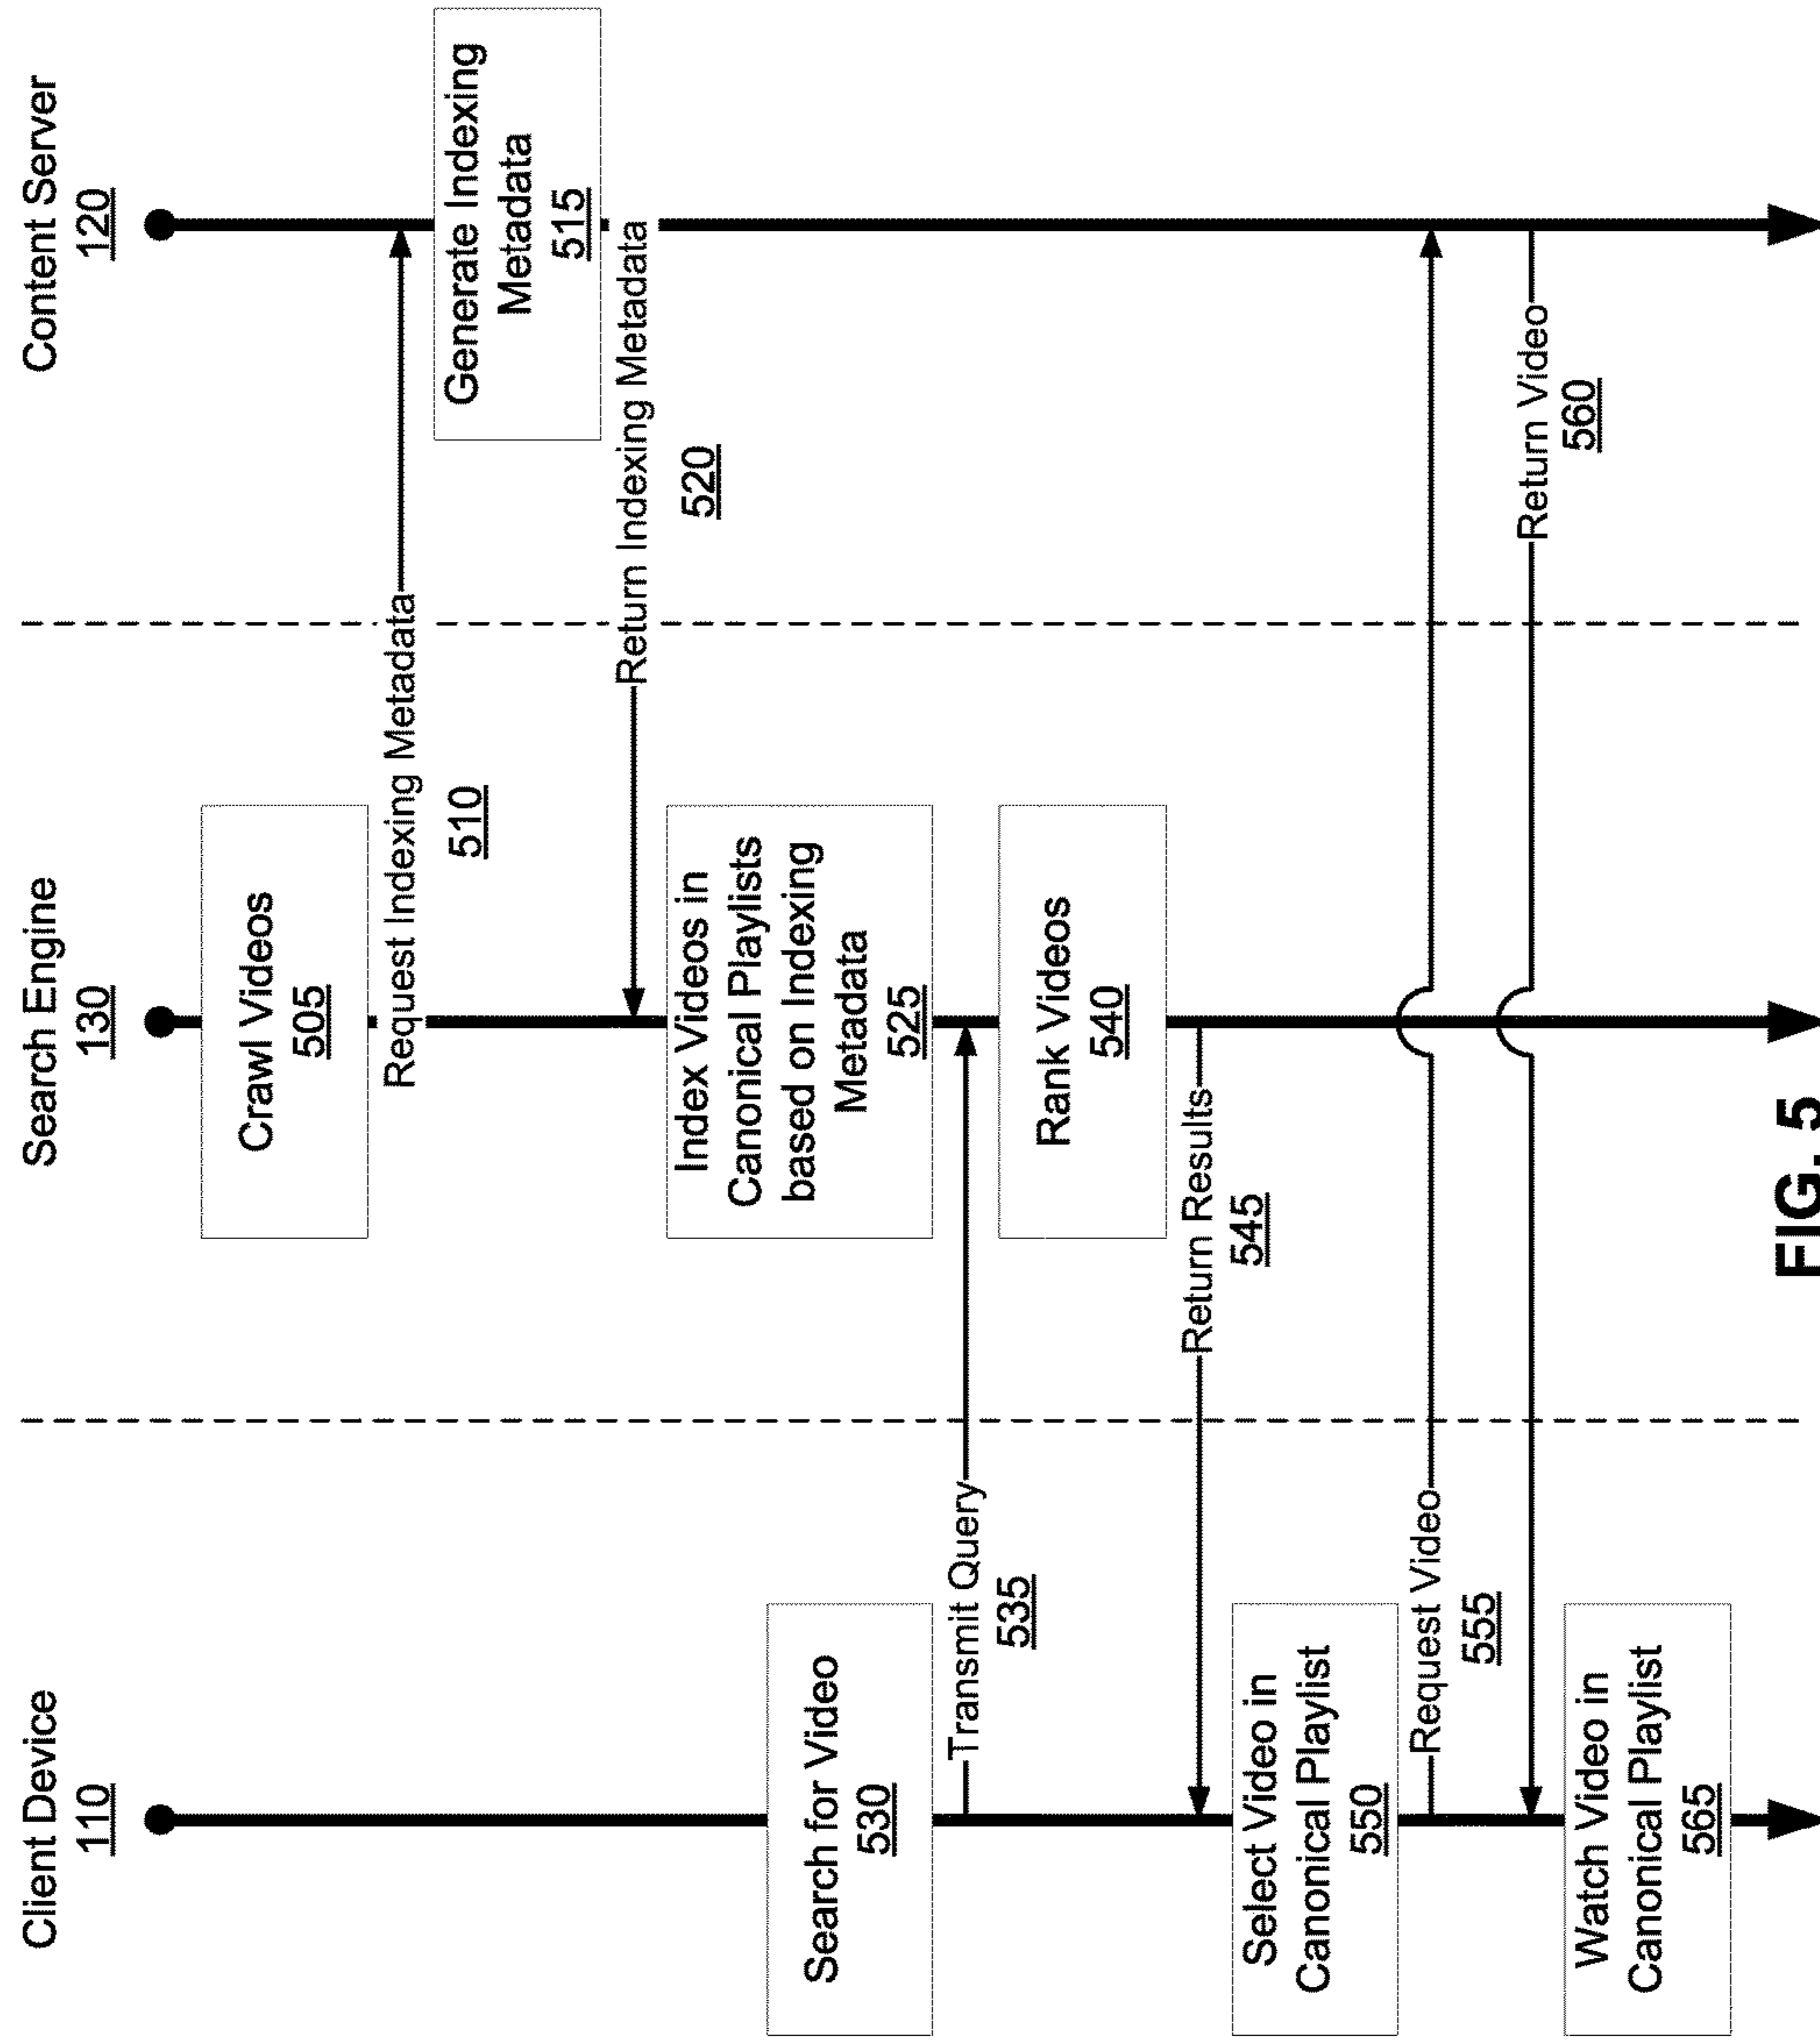 Client Device
110
Search Engine
130
Content Server
120
Crawl Videos
505
Request Indexing Metadata
510
Generate Indexing
Metadata
515
Return Indexing Metadata
520
Index Videos in
Canonical Playlists
based on Indexing
Metadata
525
Search for Video
530
Transmit Query
535
Rank Videos
540
Return Results
545
Select Video in
Canonical Playlist
550
Request Video
555
Return Video
560
Watch Video in
Canonical Playlist
565
FIG. 5